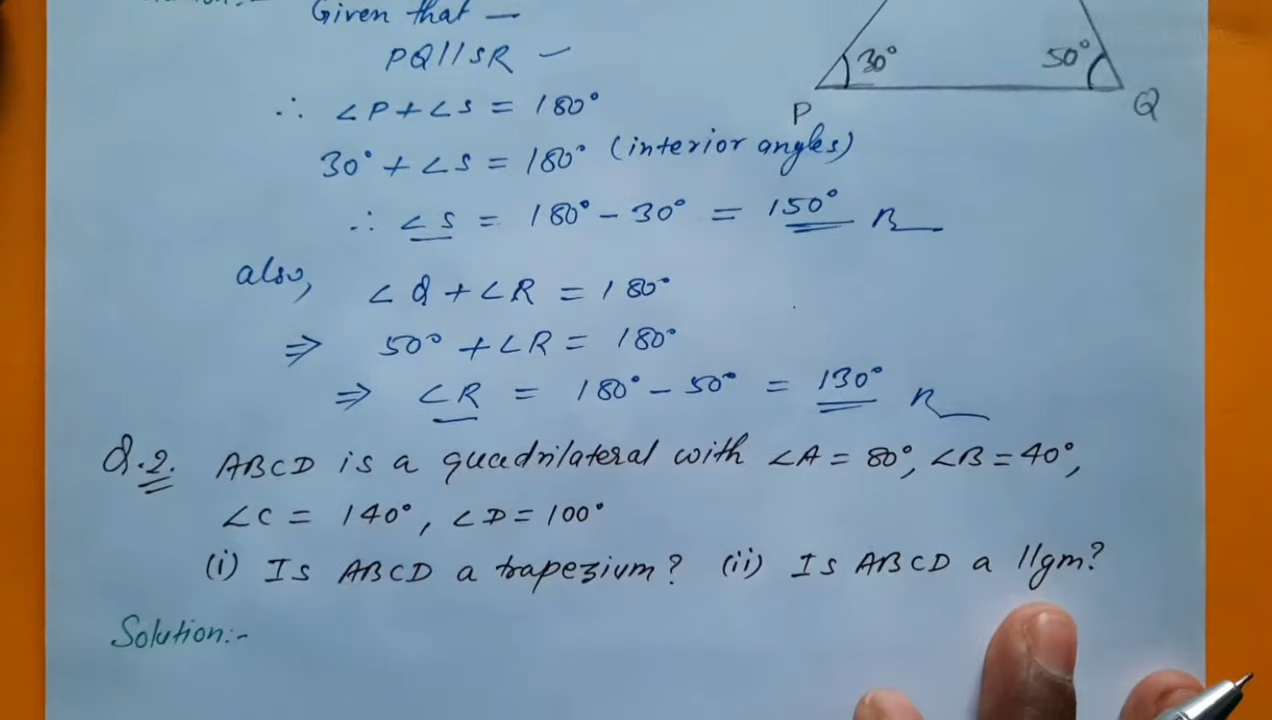 Given that —
PQ//SR —
30° 50°
P Q
∴ ∠P+∠S = 180°
30° + ∠S = 180° (interior angles)
∴ ∠S = 180° - 30° = 150°
also, ∠Q + ∠R = 180°
⇒ 50° + ∠R = 180°
⇒ ∠R = 180° - 50° = 130°
Q.2. ABCD is a quadrilateral with ∠A = 80°, ∠B = 40°,
∠C = 140°, ∠D = 100°
(i) Is ABCD a trapezium? (ii) Is ABCD a //gm?
Solution:-